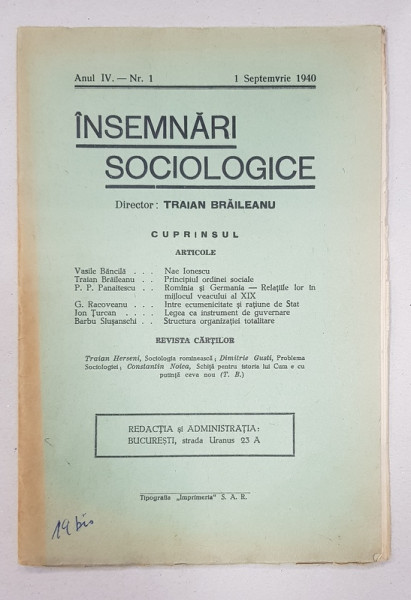 Anul IV. — Nr. 1 1 Septemvrie 1940
ÎNSEMNĂRI
SOCIOLOGICE
Director: TRAIAN BRĂILEANU
CUPRINSUL
ARTICOLE
Vasile Băncilă . . . Nae Ionescu
Traian Brăileanu . . Principiul ordinei sociale
P. P. Panaitescu . . Romînia și Germania — Relațiile lor în
mijlocul veacului al XIX
G. Racoveanu . . . Intre ecumenicitate și rațiune de Stat
Ion Țurcan . . . . Legea ca instrument de guvernare
Barbu Slușanschi . . Structura organizației totalitare
REVISTA CĂRȚILOR
Traian Herseni, Sociologia romînească; Dimitrie Gusti, Problema
Sociologiei; Constantin Noica, Schiță pentru istoria lui Cum e cu
putință ceva nou (T. B.)
REDACȚIA și ADMINISTRAȚIA:
BUCUREȘTI, strada Uranus 23 A
Tipografia „Imprimeria" S. A. R.
19 bis